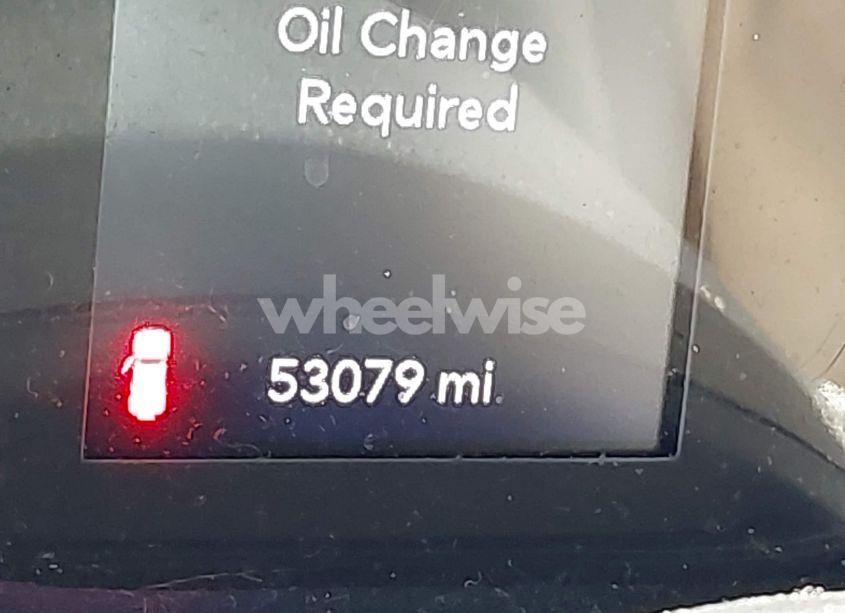 Oil Change
Required
wheelwise
53079 mi